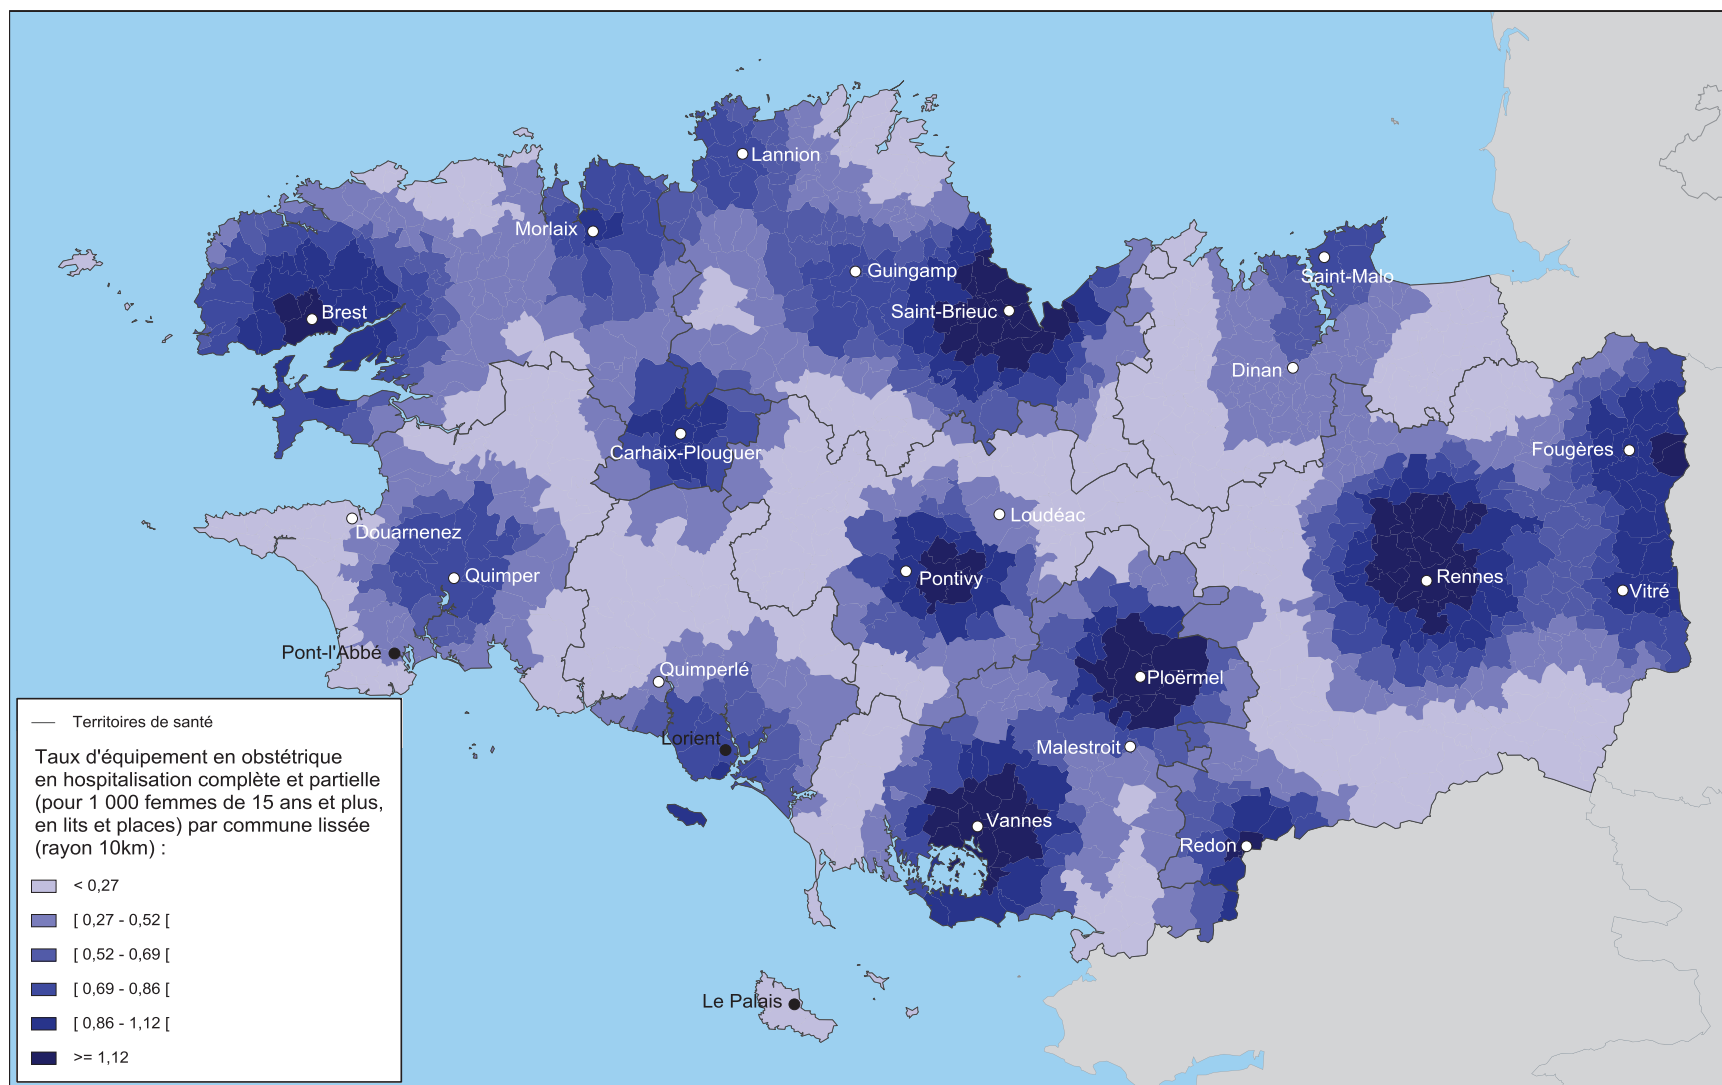 Lannion
Morlaix
Guingamp
Saint-Malo
Brest
Saint-Brieuc
Dinan
Carhaix-Plouguer
Fougères
Loudéac
Douarnenez
Quimper
Pontivy
Rennes
Vitré
Pont-l'Abbé
Quimperlé
Ploërmel
Lorient
Malestroit
Vannes
Redon
Le Palais
Territoires de santé
Taux d'équipement en obstétrique
en hospitalisation complète et partielle
(pour 1 000 femmes de 15 ans et plus,
en lits et places) par commune lissée
(rayon 10km) :
< 0,27
[ 0,27 - 0,52 [
[ 0,52 - 0,69 [
[ 0,69 - 0,86 [
[ 0,86 - 1,12 [
>= 1,12